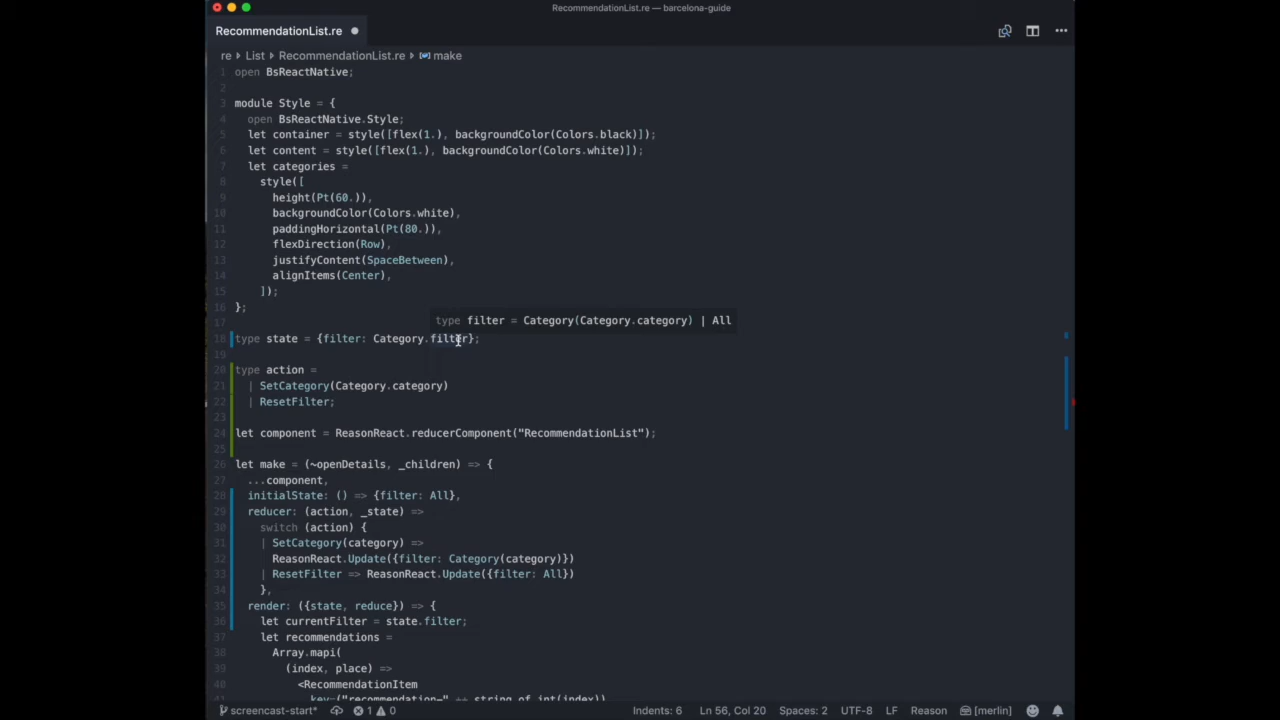 RecommendationList.re — barcelona-guide
RecommendationList.re
re List RecommendationList.re make
1 open BsReactNative;
2
3 module Style = {
4 open BsReactNative.Style;
5 let container = style([flex(1.), backgroundColor(Colors.black)]);
6 let content = style([flex(1.), backgroundColor(Colors.white)]);
7 let categories =
8 style([
9 height(Pt(60.)),
10 backgroundColor(Colors.white),
11 paddingHorizontal(Pt(80.)),
12 flexDirection(Row),
13 justifyContent(SpaceBetween),
14 alignItems(Center),
15 ]);
16 };
17
type filter = Category(Category.category) | All
18 type state = {filter: Category.filter};
19
20 type action =
21 | SetCategory(Category.category)
22 | ResetFilter;
23
24 let component = ReasonReact.reducerComponent("RecommendationList");
25
26 let make = (~openDetails, _children) => {
27 ...component,
28 initialState: () => {filter: All},
29 reducer: (action, _state) =>
30 switch (action) {
31 | SetCategory(category) =>
32 ReasonReact.Update({filter: Category(category)})
33 | ResetFilter => ReasonReact.Update({filter: All})
34 },
35 render: ({state, reduce}) => {
36 let currentFilter = state.filter;
37 let recommendations =
38 Array.mapi(
39 (index, place) =>
40 <RecommendationItem
41 key=("recommendation-" ++ string_of_int(index))
screencast-start* 1 0 Indents: 6 Ln 56, Col 20 Spaces: 2 UTF-8 LF Reason [merlin]